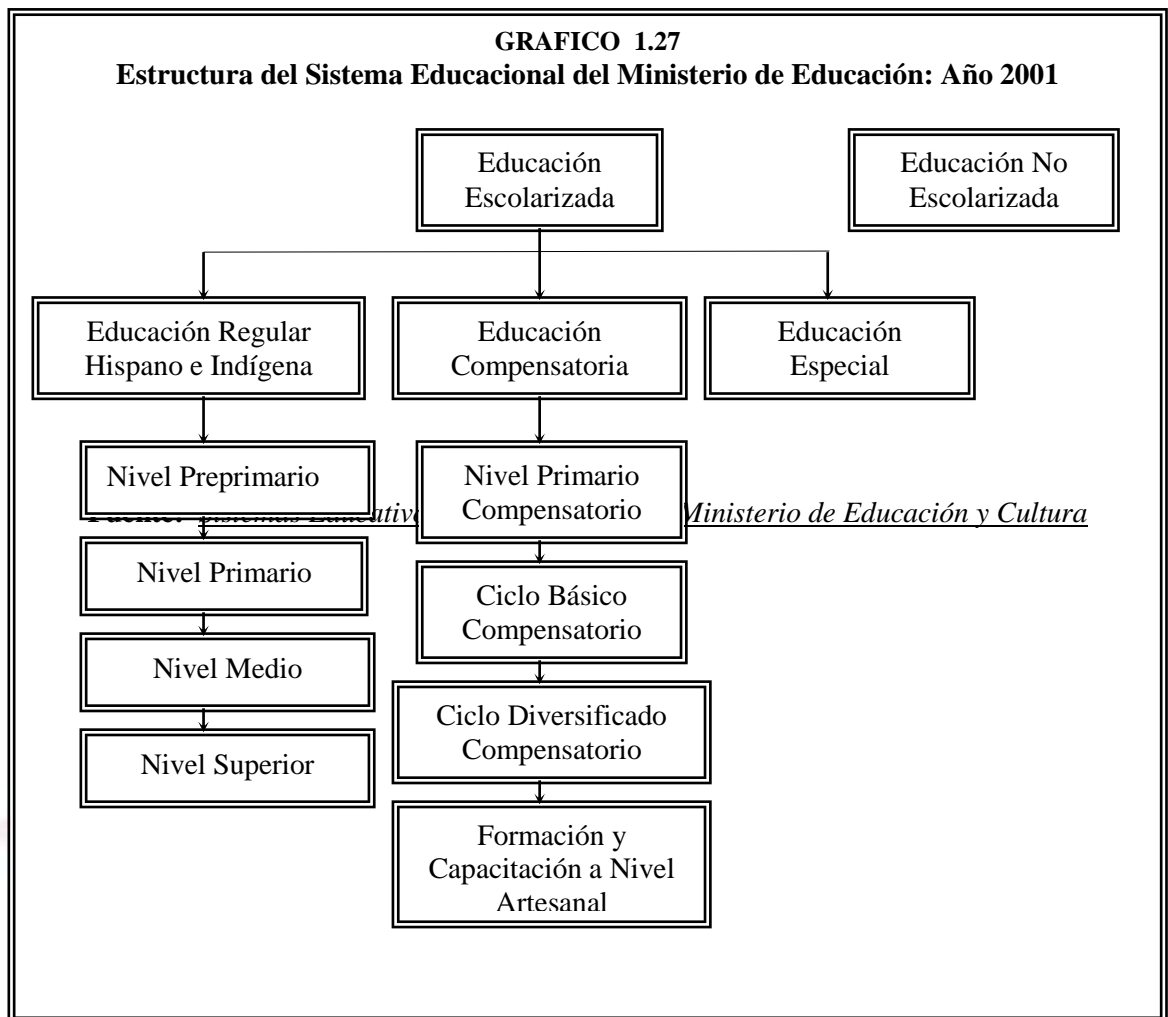 GRAFICO 1.27
Estructura del Sistema Educacional del Ministerio de Educación: Año 2001
Educación
Escolarizada
Educación No
Escolarizada
Educación Regular
Hispano e Indígena
Educación
Compensatoria
Educación
Especial
Nivel Preprimario
Nivel Primario
Nivel Medio
Nivel Superior
Nivel Primario
Compensatorio
Ciclo Básico
Compensatorio
Ciclo Diversificado
Compensatorio
Formación y
Capacitación a Nivel
Artesanal
Fuente: Sistemas Ministerio de Educación y Cultura